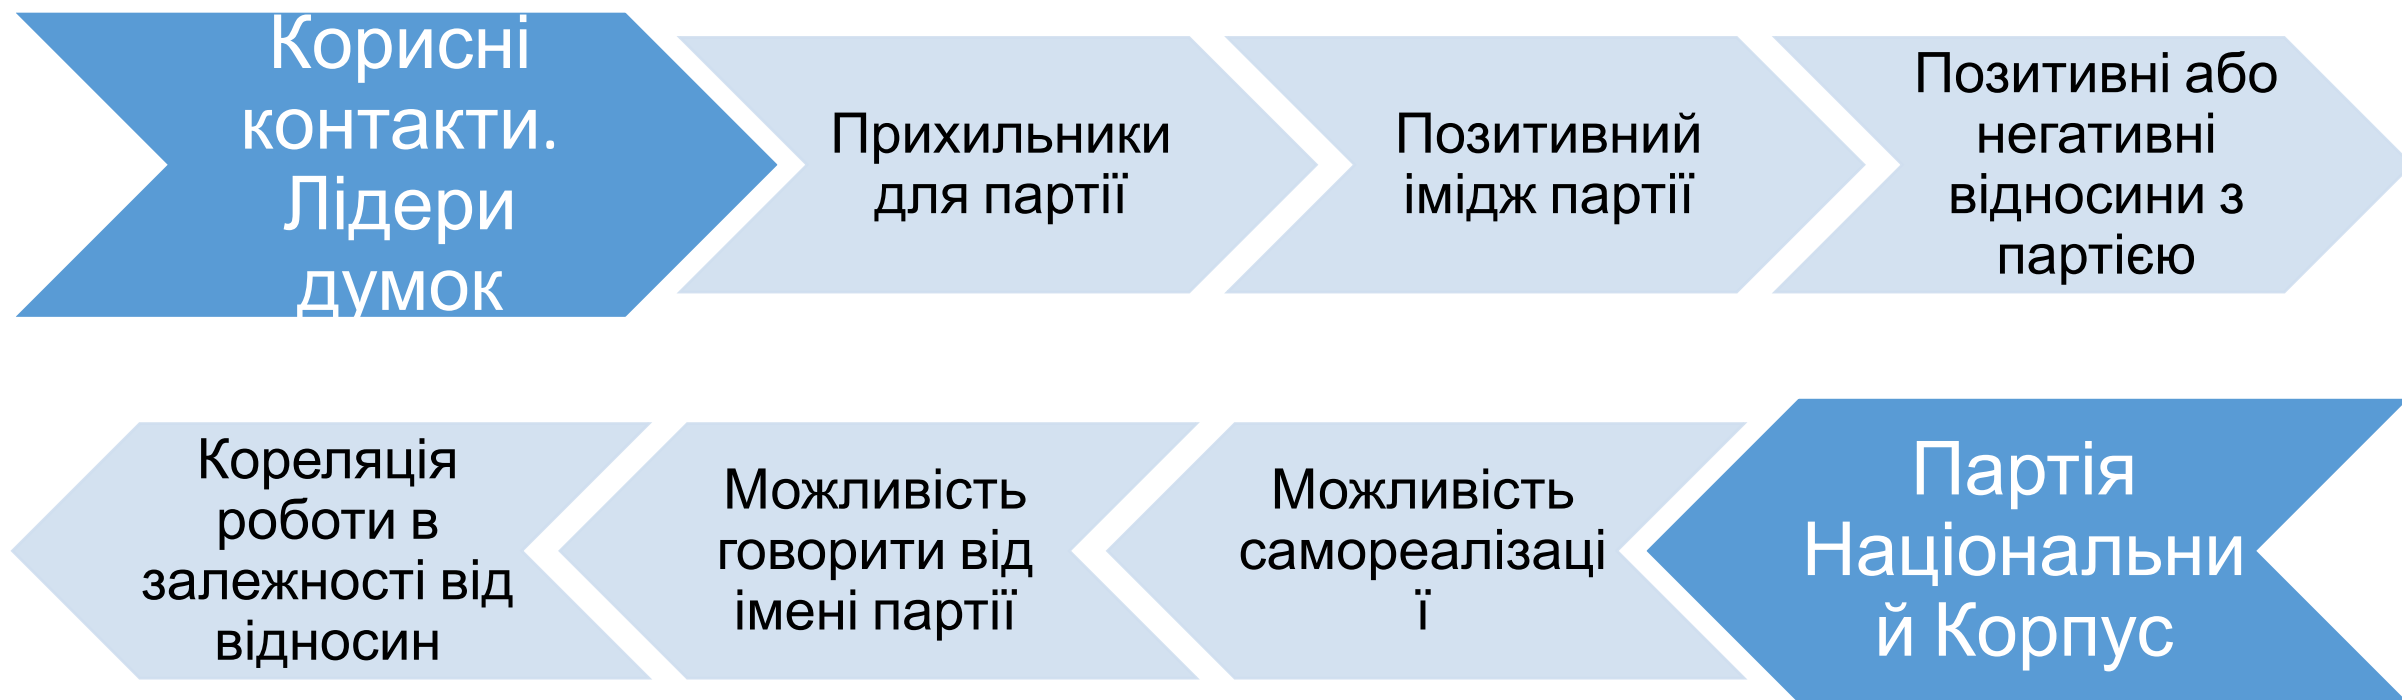 Корисні
контакти.
Лідери
думок
Прихильники
для партії
Позитивний
імідж партії
Позитивні або
негативні
відносини з
партією
Кореляція
роботи в
залежності від
відносин
Можливість
говорити від
імені партії
Можливість
самореалізаці
ї
Партія
Національни
й Корпус